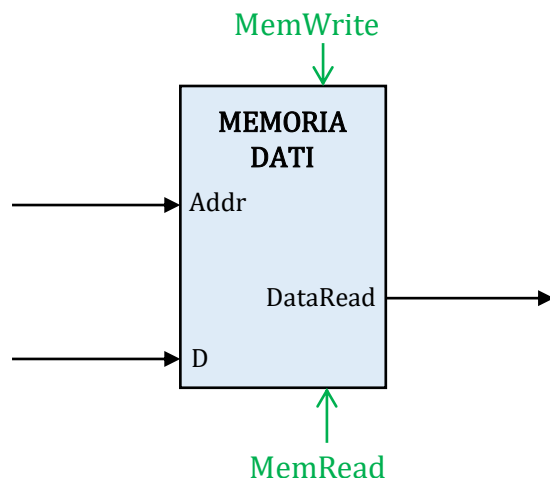 MemWrite
MEMORIA
DATI
Addr
DataRead
D
MemRead